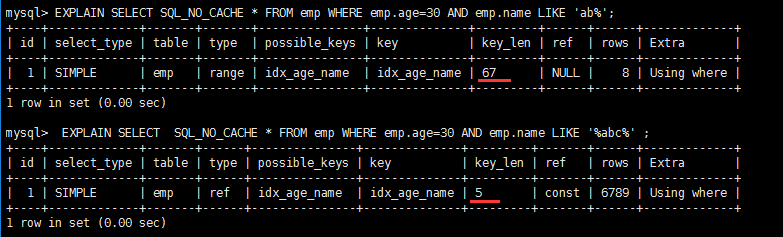 mysql> EXPLAIN SELECT SQL_NO_CACHE * FROM emp WHERE emp.age=30 AND emp.name LIKE 'ab%';
+----+-------------+-------+-------+---------------+--------------+---------+------+------+-------------+
| id | select_type | table | type | possible_keys | key | key_len | ref | rows | Extra |
+----+-------------+-------+-------+---------------+--------------+---------+------+------+-------------+
| 1 | SIMPLE | emp | range | idx_age_name | idx_age_name | 67 | NULL | 8 | Using where |
+----+-------------+-------+-------+---------------+--------------+---------+------+------+-------------+
1 row in set (0.00 sec)
mysql> EXPLAIN SELECT SQL_NO_CACHE * FROM emp WHERE emp.age=30 AND emp.name LIKE '%abc%' ;
+----+-------------+-------+------+---------------+--------------+---------+-------+------+-------------+
| id | select_type | table | type | possible_keys | key | key_len | ref | rows | Extra |
+----+-------------+-------+------+---------------+--------------+---------+-------+------+-------------+
| 1 | SIMPLE | emp | ref | idx_age_name | idx_age_name | 5 | const | 6789 | Using where |
+----+-------------+-------+------+---------------+--------------+---------+-------+------+-------------+
1 row in set (0.00 sec)